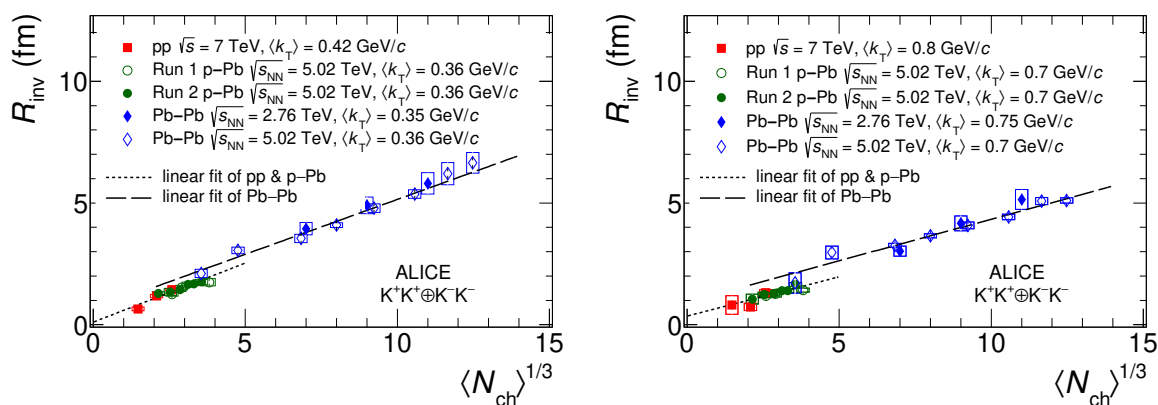 R_inv (fm)
10
5
0
pp √s = 7 TeV, ⟨k_T⟩ = 0.42 GeV/c
Run 1 p–Pb √s_NN = 5.02 TeV, ⟨k_T⟩ = 0.36 GeV/c
Run 2 p–Pb √s_NN = 5.02 TeV, ⟨k_T⟩ = 0.36 GeV/c
Pb–Pb √s_NN = 2.76 TeV, ⟨k_T⟩ = 0.35 GeV/c
Pb–Pb √s_NN = 5.02 TeV, ⟨k_T⟩ = 0.36 GeV/c
linear fit of pp & p–Pb
linear fit of Pb–Pb
ALICE
K⁺K⁺⊕K⁻K⁻
0 5 10 15
⟨N_ch⟩^1/3
R_inv (fm)
10
5
0
pp √s = 7 TeV, ⟨k_T⟩ = 0.8 GeV/c
Run 1 p–Pb √s_NN = 5.02 TeV, ⟨k_T⟩ = 0.7 GeV/c
Run 2 p–Pb √s_NN = 5.02 TeV, ⟨k_T⟩ = 0.7 GeV/c
Pb–Pb √s_NN = 2.76 TeV, ⟨k_T⟩ = 0.75 GeV/c
Pb–Pb √s_NN = 5.02 TeV, ⟨k_T⟩ = 0.7 GeV/c
linear fit of pp & p–Pb
linear fit of Pb–Pb
ALICE
K⁺K⁺⊕K⁻K⁻
0 5 10 15
⟨N_ch⟩^1/3